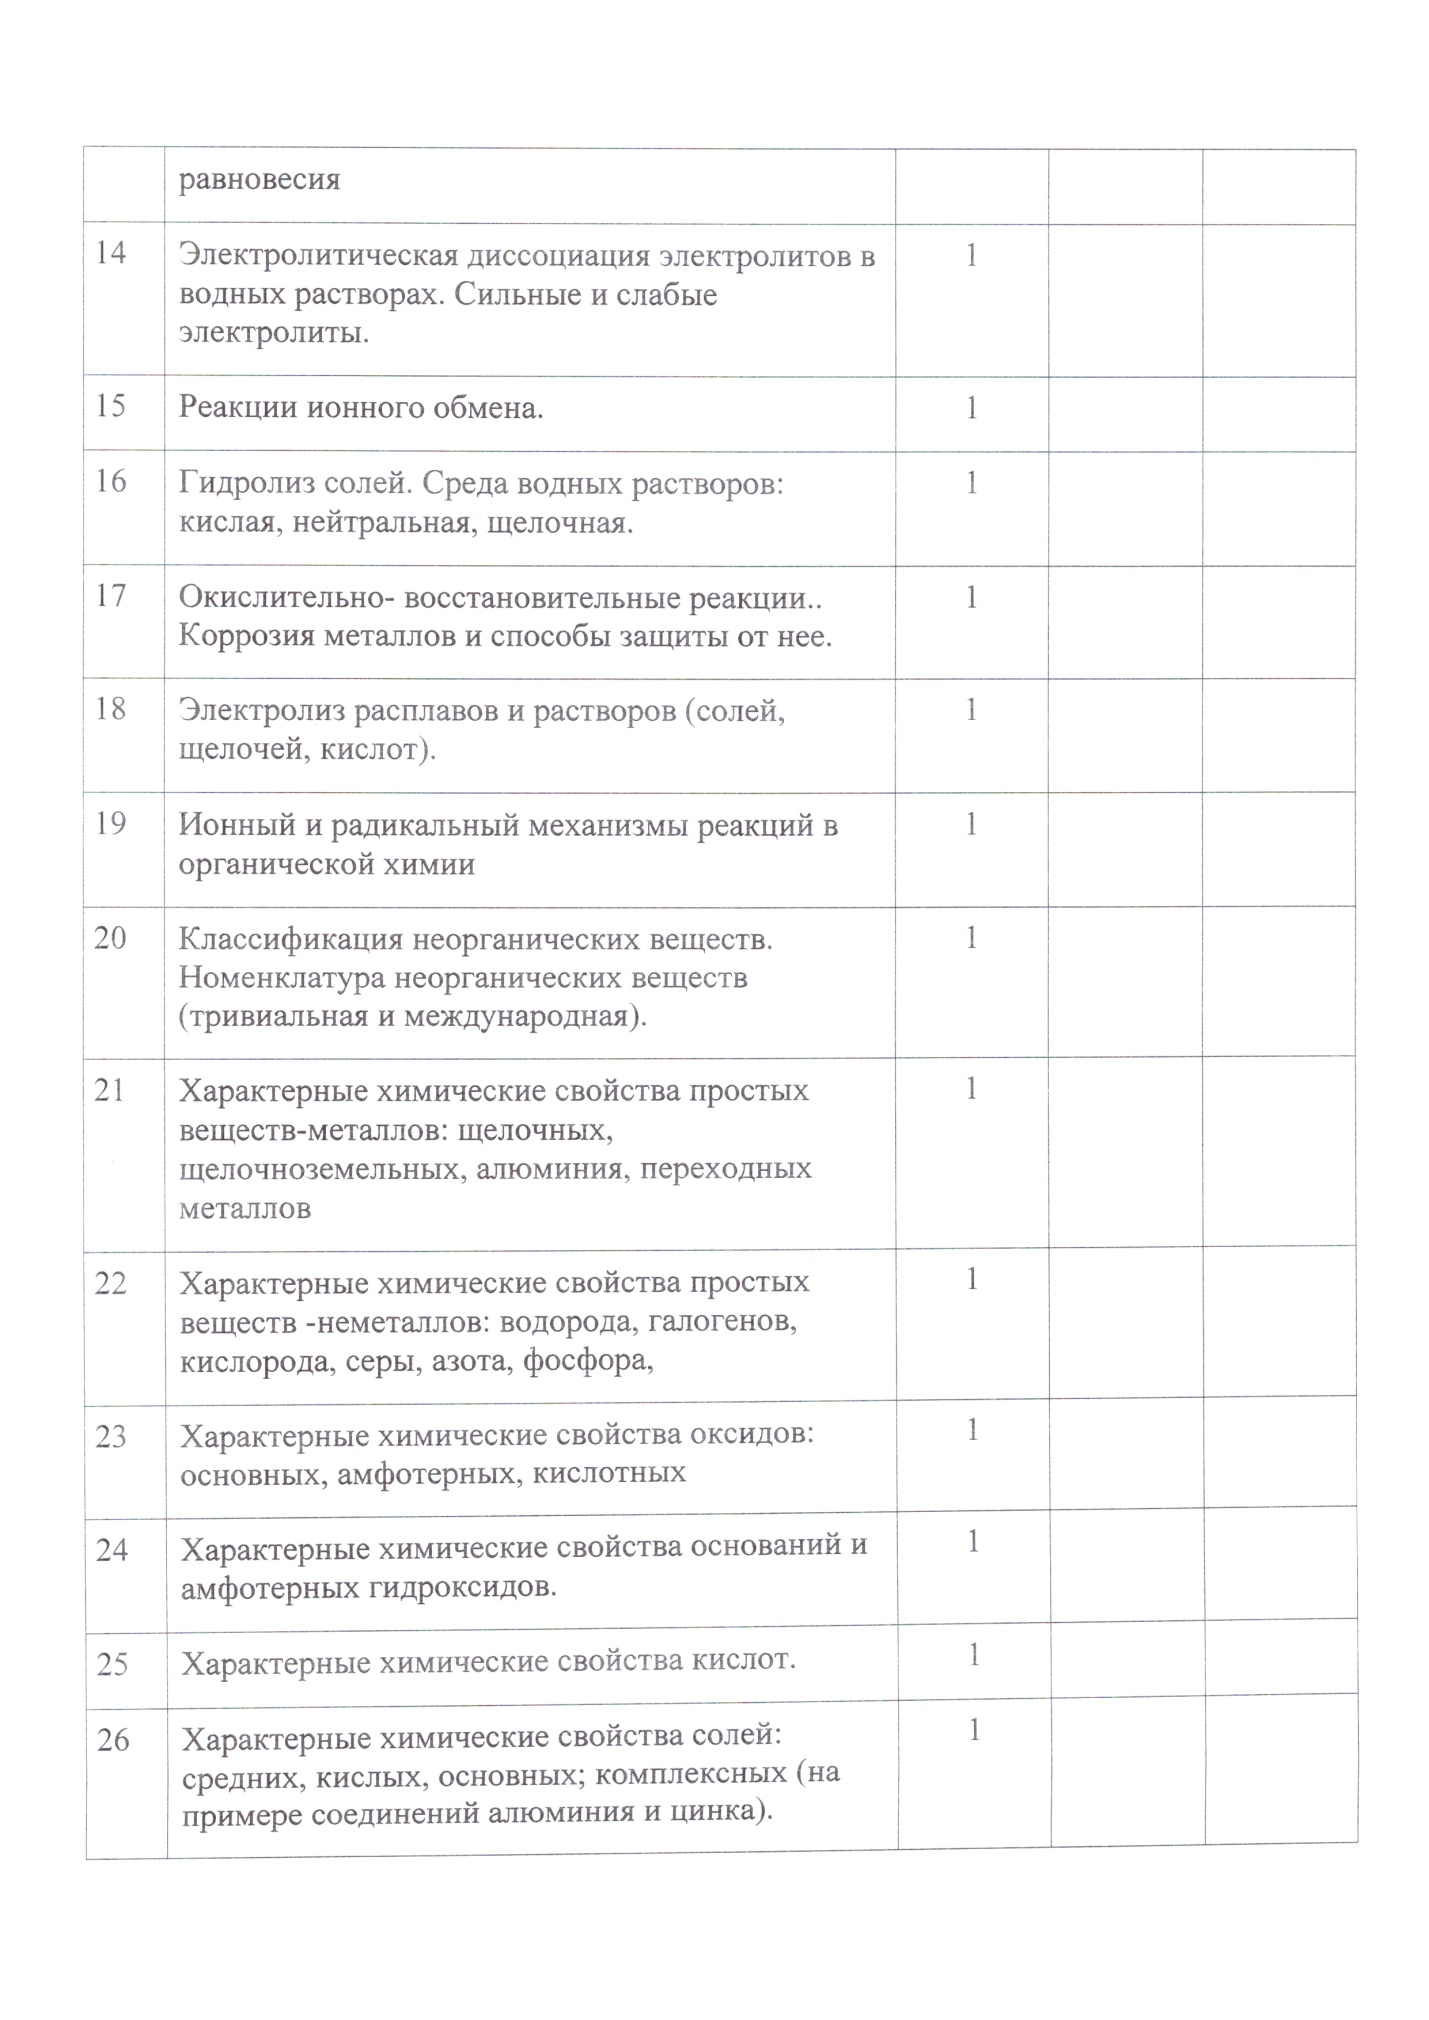 равновесия
14 Электролитическая диссоциация электролитов в 1
водных растворах. Сильные и слабые
электролиты.
15 Реакции ионного обмена. 1
16 Гидролиз солей. Среда водных растворов: 1
кислая, нейтральная, щелочная.
17 Окислительно- восстановительные реакции.. 1
Коррозия металлов и способы защиты от нее.
18 Электролиз расплавов и растворов (солей, 1
щелочей, кислот).
19 Ионный и радикальный механизмы реакций в 1
органической химии
20 Классификация неорганических веществ. 1
Номенклатура неорганических веществ
(тривиальная и международная).
21 Характерные химические свойства простых 1
веществ-металлов: щелочных,
щелочноземельных, алюминия, переходных
металлов
22 Характерные химические свойства простых 1
веществ -неметаллов: водорода, галогенов,
кислорода, серы, азота, фосфора,
23 Характерные химические свойства оксидов: 1
основных, амфотерных, кислотных
24 Характерные химические свойства оснований и 1
амфотерных гидроксидов.
25 Характерные химические свойства кислот. 1
26 Характерные химические свойства солей: 1
средних, кислых, основных; комплексных (на
примере соединений алюминия и цинка).